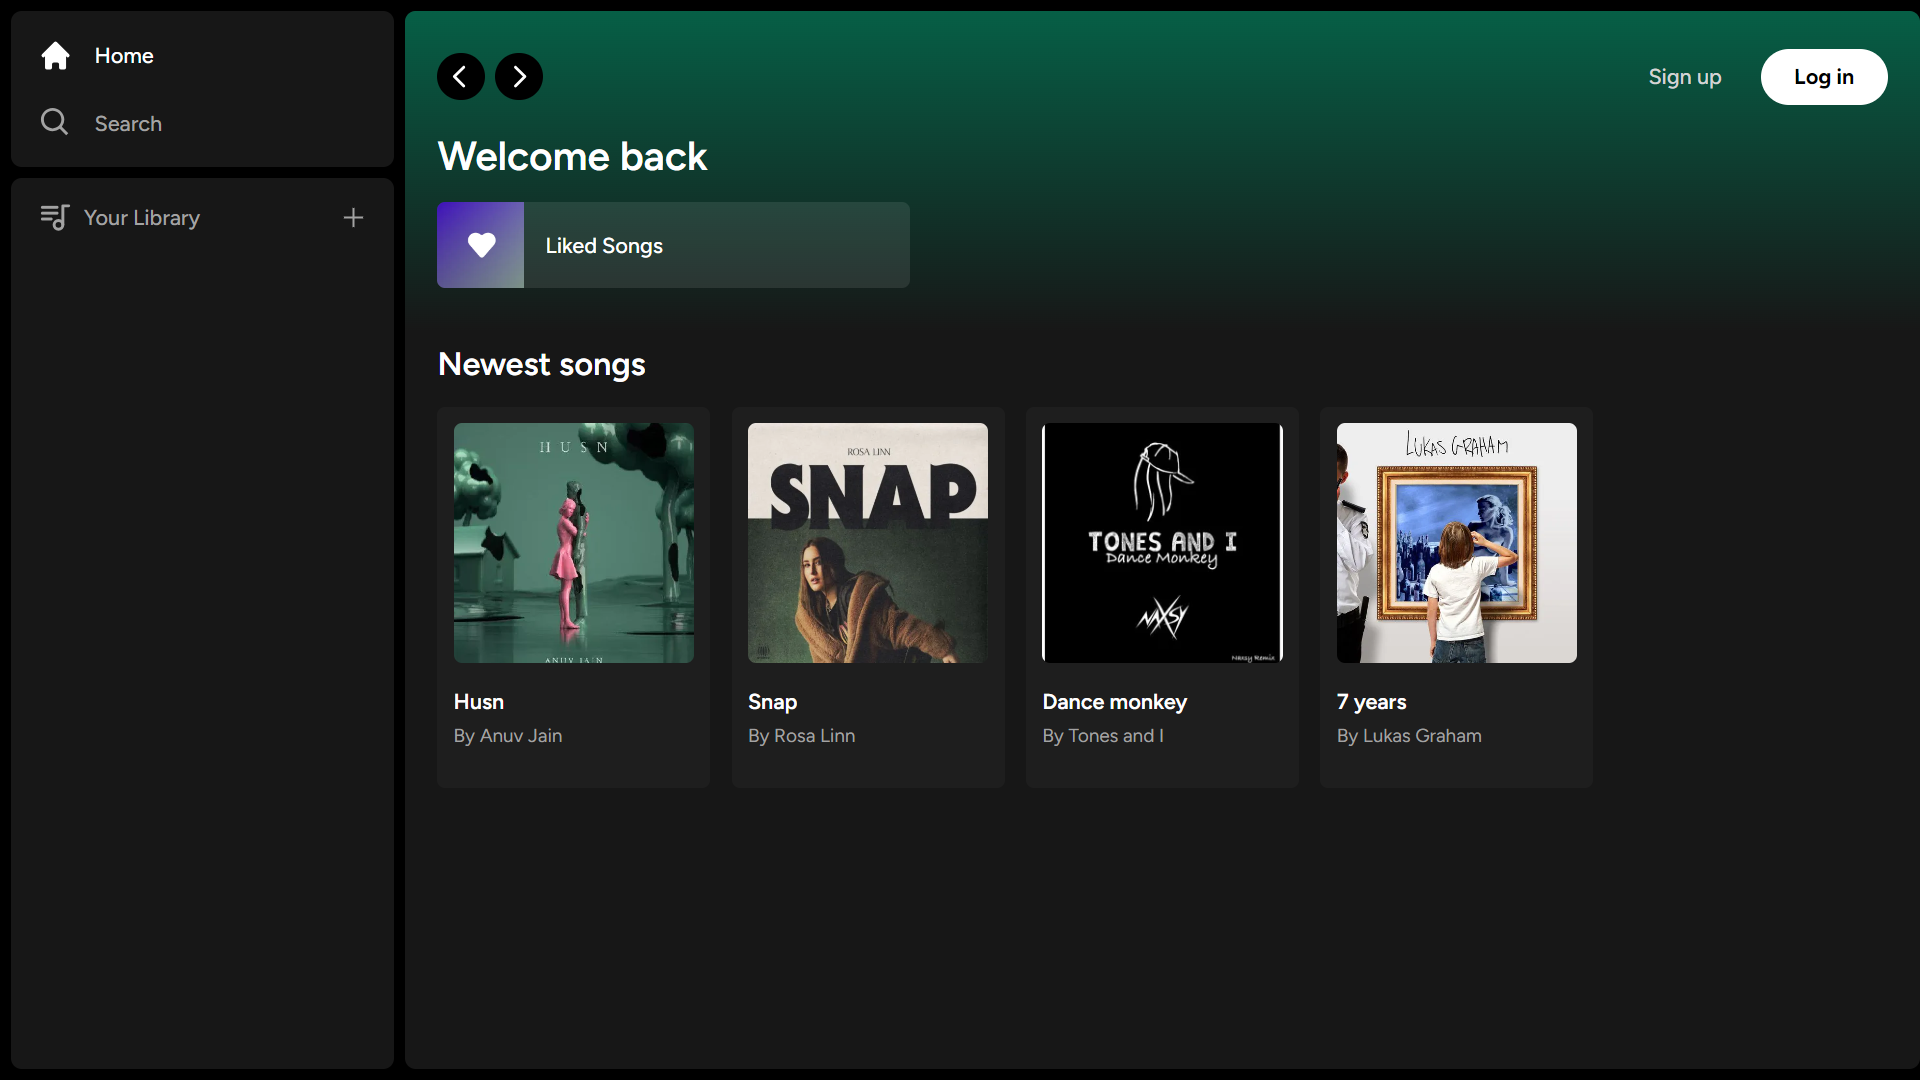 Home
Search
Your Library
Sign up
Log in
Welcome back
Liked Songs
Newest songs
HUSN
ANUV JAIN
Husn
By Anuv Jain
ROSA LINN
SNAP
Snap
By Rosa Linn
TONES AND I
Dance Monkey
NAXSY
Naxsy Remix
Dance monkey
By Tones and I
LUKAS GRAHAM
7 years
By Lukas Graham